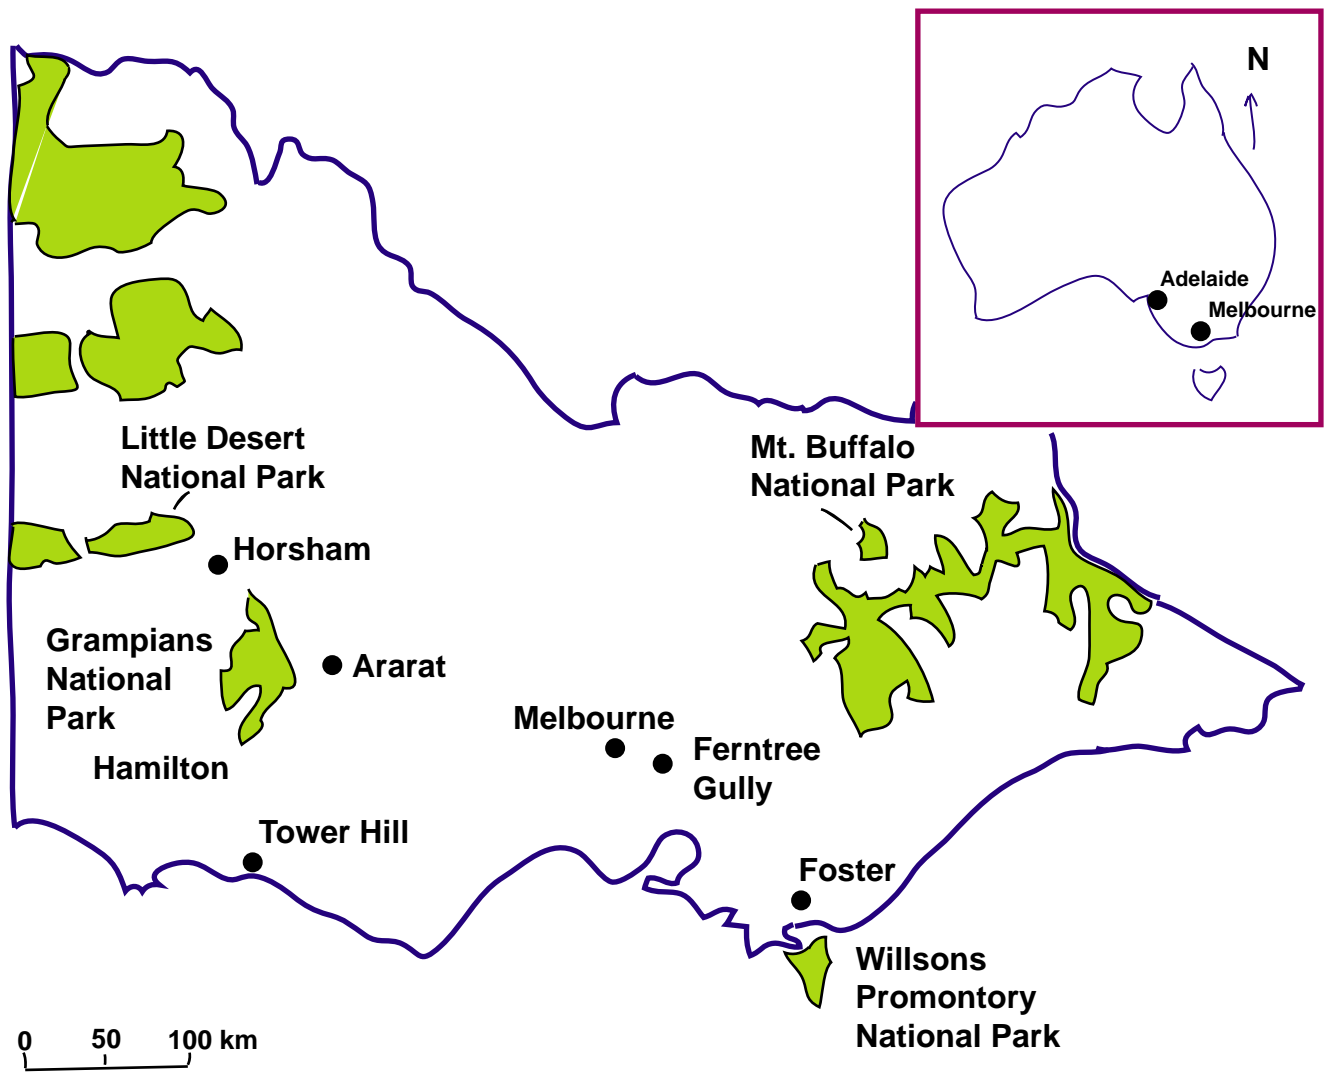 N
Adelaide
Melbourne
Little Desert
National Park
Mt. Buffalo
National Park
Horsham
Grampians
National
Park
Ararat
Hamilton
Melbourne
Ferntree
Gully
Tower Hill
Foster
Willsons
Promontory
National Park
0 50 100 km